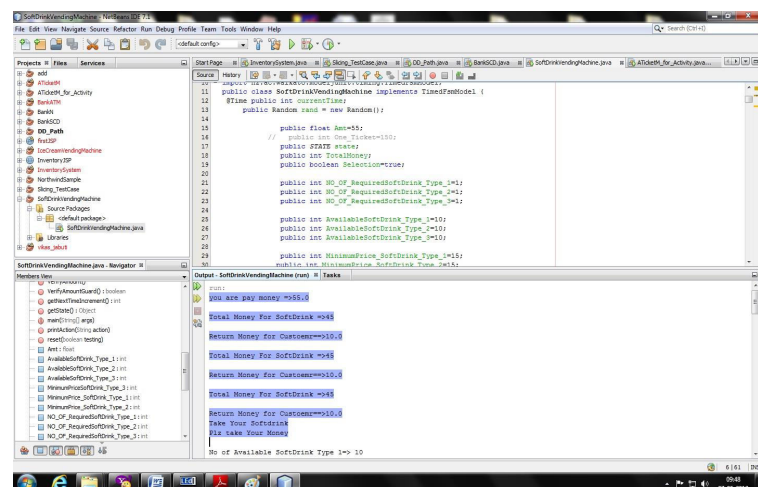 SoftDrinkVendingMachine - NetBeans IDE 7.1
File Edit View Navigate Source Refactor Run Debug Profile Team Tools Window Help
Search (Ctrl+I)
<default config>
Projects Files Services
add
ATicketM
ATicketM_for_Activity
BankATM
BankN
BankSCD
DD_Path
firstJSP
IceCreamVendingMachine
InventoryJSP
InventorySystem
NorthwindSample
Slicing_TestCase
SoftDrinkVendingMachine
Source Packages
<default package>
SoftDrinkVendingMachine.java
Libraries
vikas_jabuti
Start Page InventorySystem.java Slicing_TestCase.java DD_Path.java BankSCD.java SoftDrinkVendingMachine.java ATicketM_for_Activity.java...
Source History
11 public class SoftDrinkVendingMachine implements TimedFsmModel {
12 @Time public int currentTime;
13 public Random rand = new Random();
14
15 public float Amt=55;
16 // public int One_Ticket=150;
17 public STATE state;
18 public int TotalMoney;
19 public boolean Selection=true;
20
21 public int NO_OF_RequiredSoftDrink_Type_1=1;
22 public int NO_OF_RequiredSoftDrink_Type_2=1;
23 public int NO_OF_RequiredSoftDrink_Type_3=1;
24
25 public int AvailableSoftDrink_Type_1=10;
26 public int AvailableSoftDrink_Type_2=10;
27 public int AvailableSoftDrink_Type_3=10;
28
29 public int MinimumPrice_SoftDrink_Type_1=15;
30 public int MinimumPrice_SoftDrink_Type_2=15;
SoftDrinkVendingMachine.java - Navigator
Members View
VerifyAmount()
VerifyAmountGuard() : boolean
getNextTimeIncrement() : int
getState() : Object
main(String[] args)
printAction(String action)
reset(boolean testing)
Amt : float
AvailableSoftDrink_Type_1 : int
AvailableSoftDrink_Type_2 : int
AvailableSoftDrink_Type_3 : int
MinimumPriceSoftDrink_Type_3 : int
MinimumPrice_SoftDrink_Type_1 : int
MinimumPrice_SoftDrink_Type_2 : int
NO_OF_RequiredSoftDrink_Type_1 : int
NO_OF_RequiredSoftDrink_Type_2 : int
NO_OF_RequiredSoftDrink_Type_3 : int
Output - SoftDrinkVendingMachine (run) Tasks
run:
you are pay money =>55.0
Total Money For SoftDrink =>45
Return Money For Custoemr==>10.0
Total Money For SoftDrink =>45
Return Money For Custoemr==>10.0
Total Money For SoftDrink =>45
Return Money For Custoemr==>10.0
Take Your Softdrink
Plz take Your Money
No of Available SoftDrink Type 1=> 10
6|61 INS
09:48